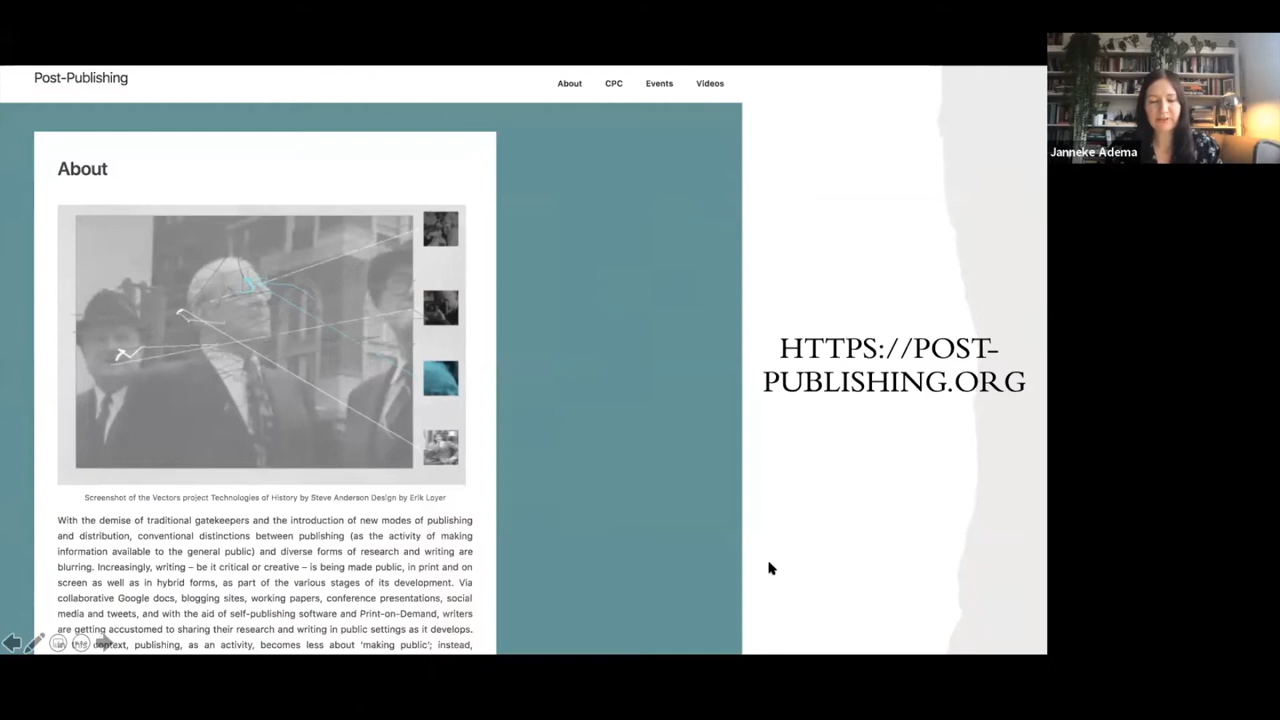 Post-Publishing
About CPC Events Videos
About
Screenshot of the Vectors project Technologies of History by Steve Anderson Design by Erik Loyer
With the demise of traditional gatekeepers and the introduction of new modes of publishing
and distribution, conventional distinctions between publishing (as the activity of making
information available to the general public) and diverse forms of research and writing are
blurring. Increasingly, writing – be it critical or creative – is being made public, in print and on
screen as well as in hybrid forms, as part of the various stages of its development. Via
collaborative Google docs, blogging sites, working papers, conference presentations, social
media and tweets, and with the aid of self-publishing software and Print-on-Demand, writers
are getting accustomed to sharing their research and writing in public settings as it develops.
In this context, publishing, as an activity, becomes less about ‘making public’; instead,
HTTPS://POST-
PUBLISHING.ORG
Janneke Adema